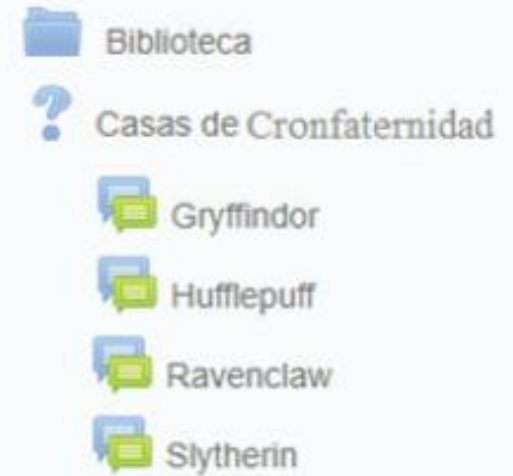 Biblioteca
Casas de Cronfaternidad
Gryffindor
Hufflepuff
Ravenclaw
Slytherin